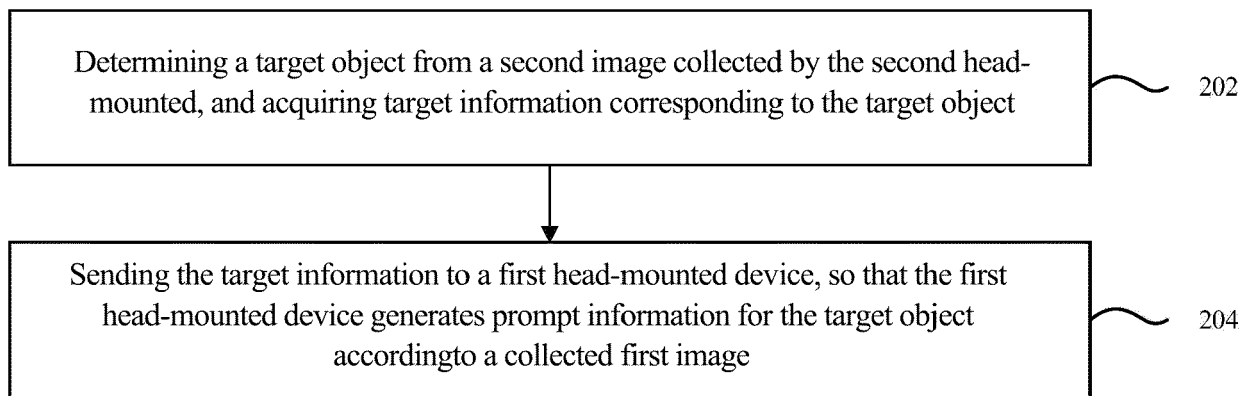 Determining a target object from a second image collected by the second head-
mounted, and acquiring target information corresponding to the target object
202
Sending the target information to a first head-mounted device, so that the first
head-mounted device generates prompt information for the target object
accordingto a collected first image
204